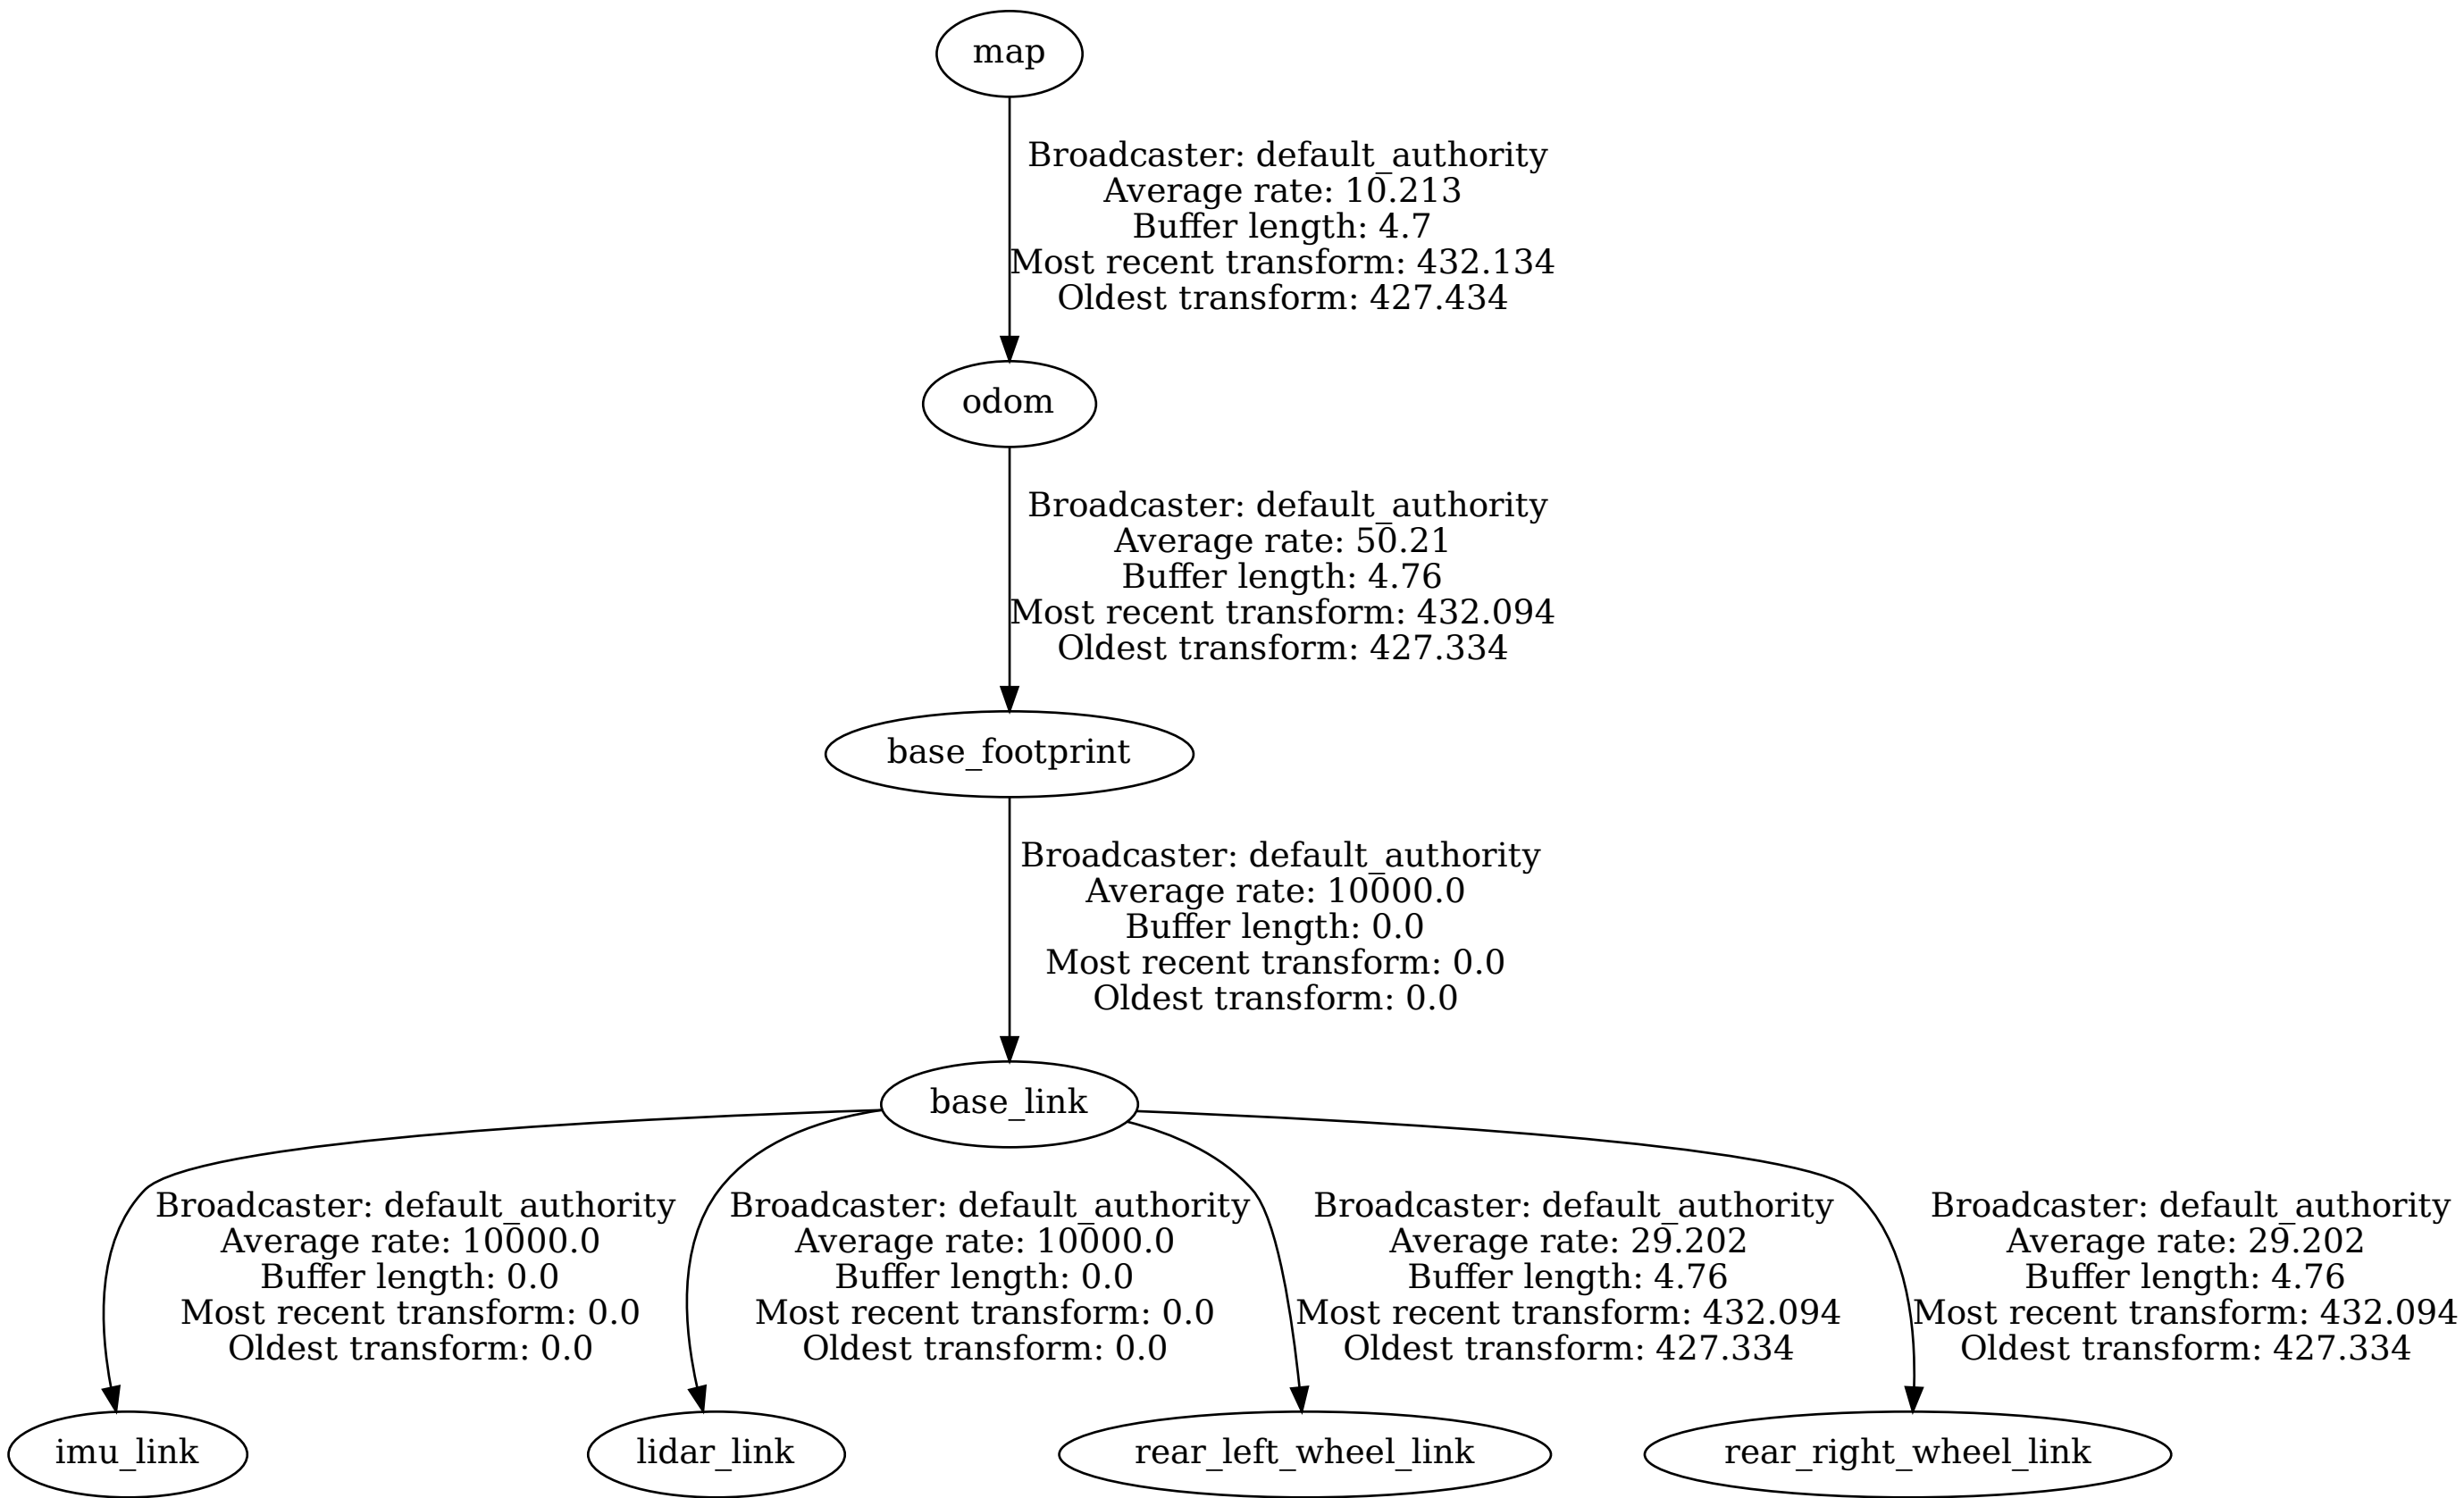 map
Broadcaster: default_authority
Average rate: 10.213
Buffer length: 4.7
Most recent transform: 432.134
Oldest transform: 427.434
odom
Broadcaster: default_authority
Average rate: 50.21
Buffer length: 4.76
Most recent transform: 432.094
Oldest transform: 427.334
base_footprint
Broadcaster: default_authority
Average rate: 10000.0
Buffer length: 0.0
Most recent transform: 0.0
Oldest transform: 0.0
base_link
Broadcaster: default_authority
Average rate: 10000.0
Buffer length: 0.0
Most recent transform: 0.0
Oldest transform: 0.0
Broadcaster: default_authority
Average rate: 10000.0
Buffer length: 0.0
Most recent transform: 0.0
Oldest transform: 0.0
Broadcaster: default_authority
Average rate: 29.202
Buffer length: 4.76
Most recent transform: 432.094
Oldest transform: 427.334
Broadcaster: default_authority
Average rate: 29.202
Buffer length: 4.76
Most recent transform: 432.094
Oldest transform: 427.334
imu_link
lidar_link
rear_left_wheel_link
rear_right_wheel_link